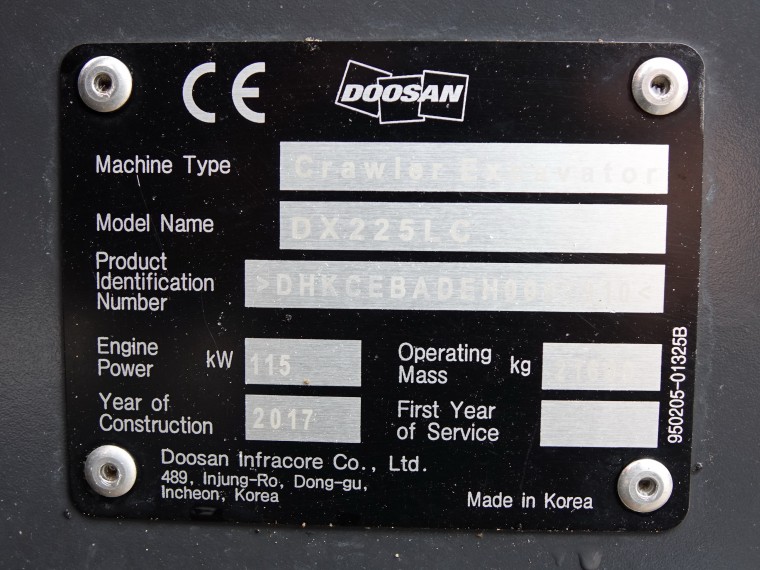 CE DOOSAN
Machine Type Crawler Excavator
Model Name DX225LC
Product
Identification
Number
Engine
Power kW 115
Operating
Mass kg
Year of
Construction 2017
First Year
of Service
950205-01325B
Doosan Infracore Co., Ltd.
489, Injung-Ro, Dong-gu,
Incheon, Korea
Made in Korea